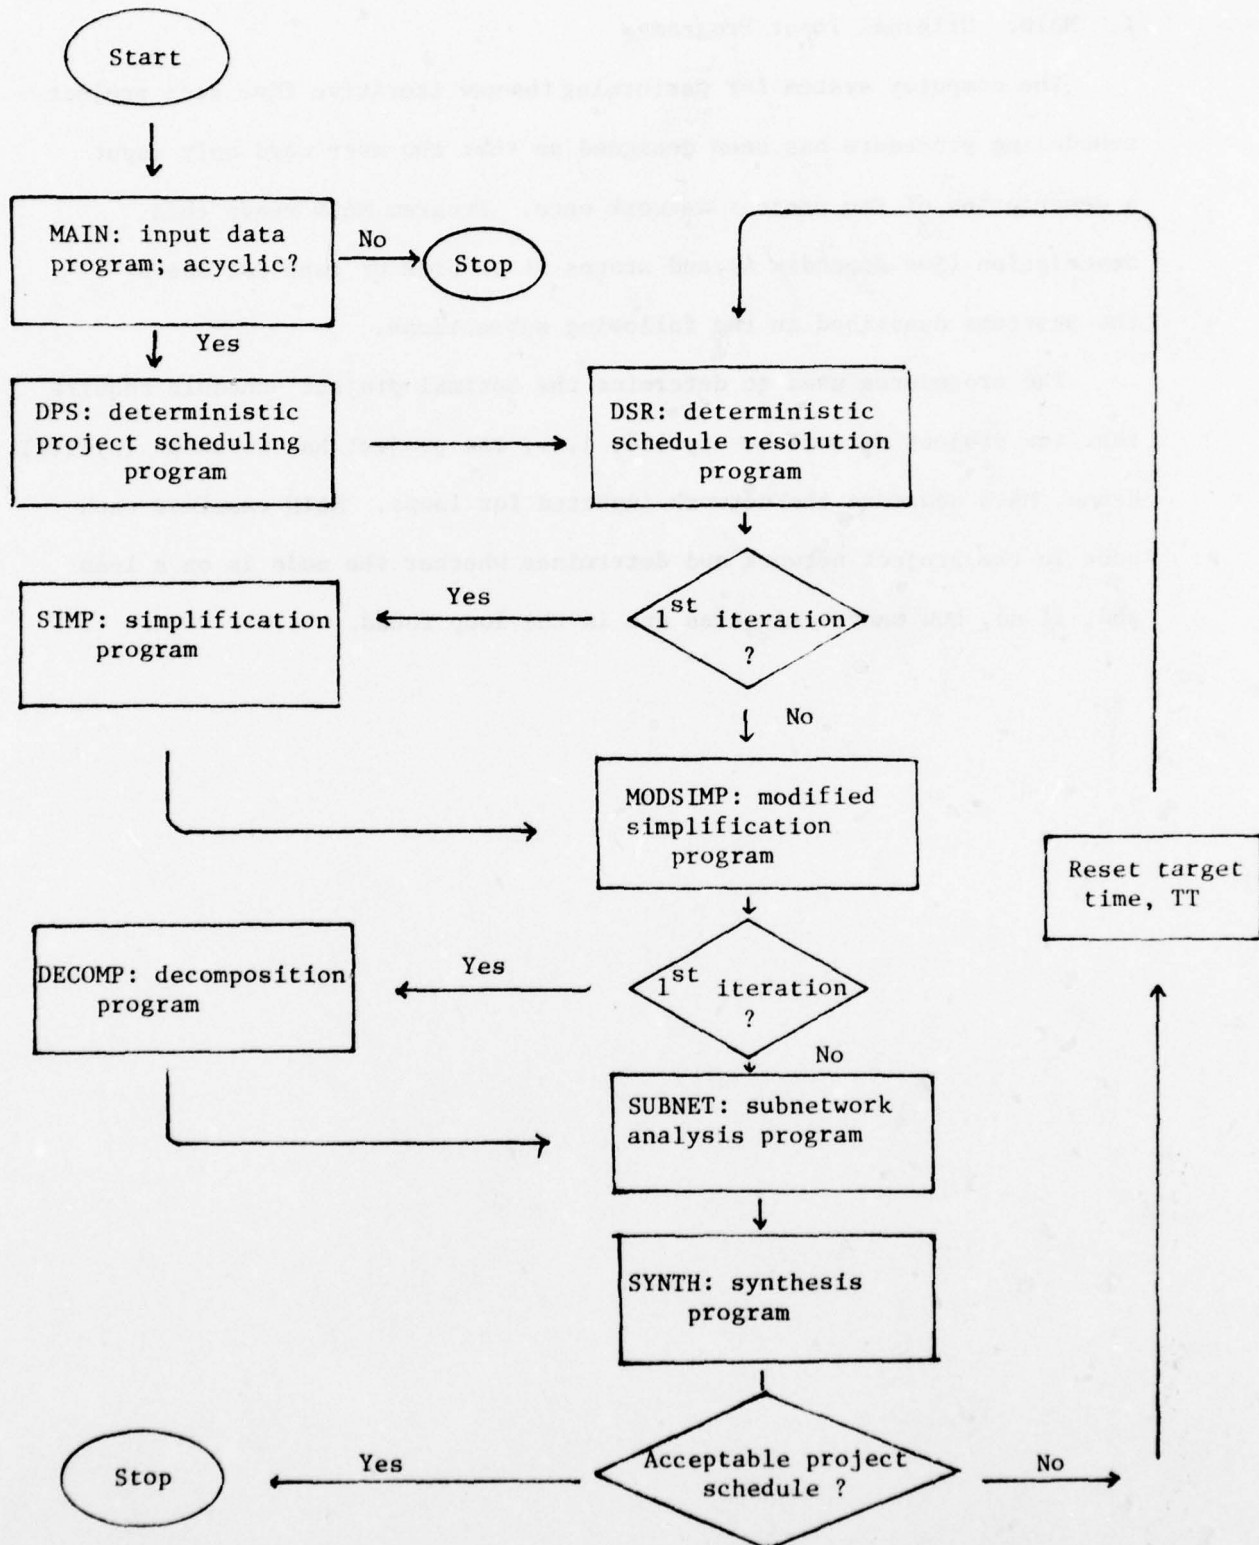 Start
MAIN: input data
program; acyclic?
No
Stop
Yes
DPS: deterministic
project scheduling
program
DSR: deterministic
schedule resolution
program
1st iteration
?
Yes
SIMP: simplification
program
No
MODSIMP: modified
simplification
program
Reset target
time, TT
1st iteration
?
Yes
DECOMP: decomposition
program
No
SUBNET: subnetwork
analysis program
SYNTH: synthesis
program
Acceptable project
schedule ?
Yes
Stop
No